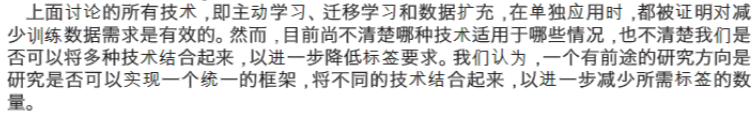 上面讨论的所有技术,即主动学习、迁移学习和数据扩充,在单独应用时,都被证明对减
少训练数据需求是有效的。然而,目前尚不清楚哪种技术适用于哪些情况,也不清楚我们是
否可以将多种技术结合起来,以进一步降低标签要求。我们认为,一个有前途的研究方向是
研究是否可以实现一个统一的框架,将不同的技术结合起来,以进一步减少所需标签的数
量。